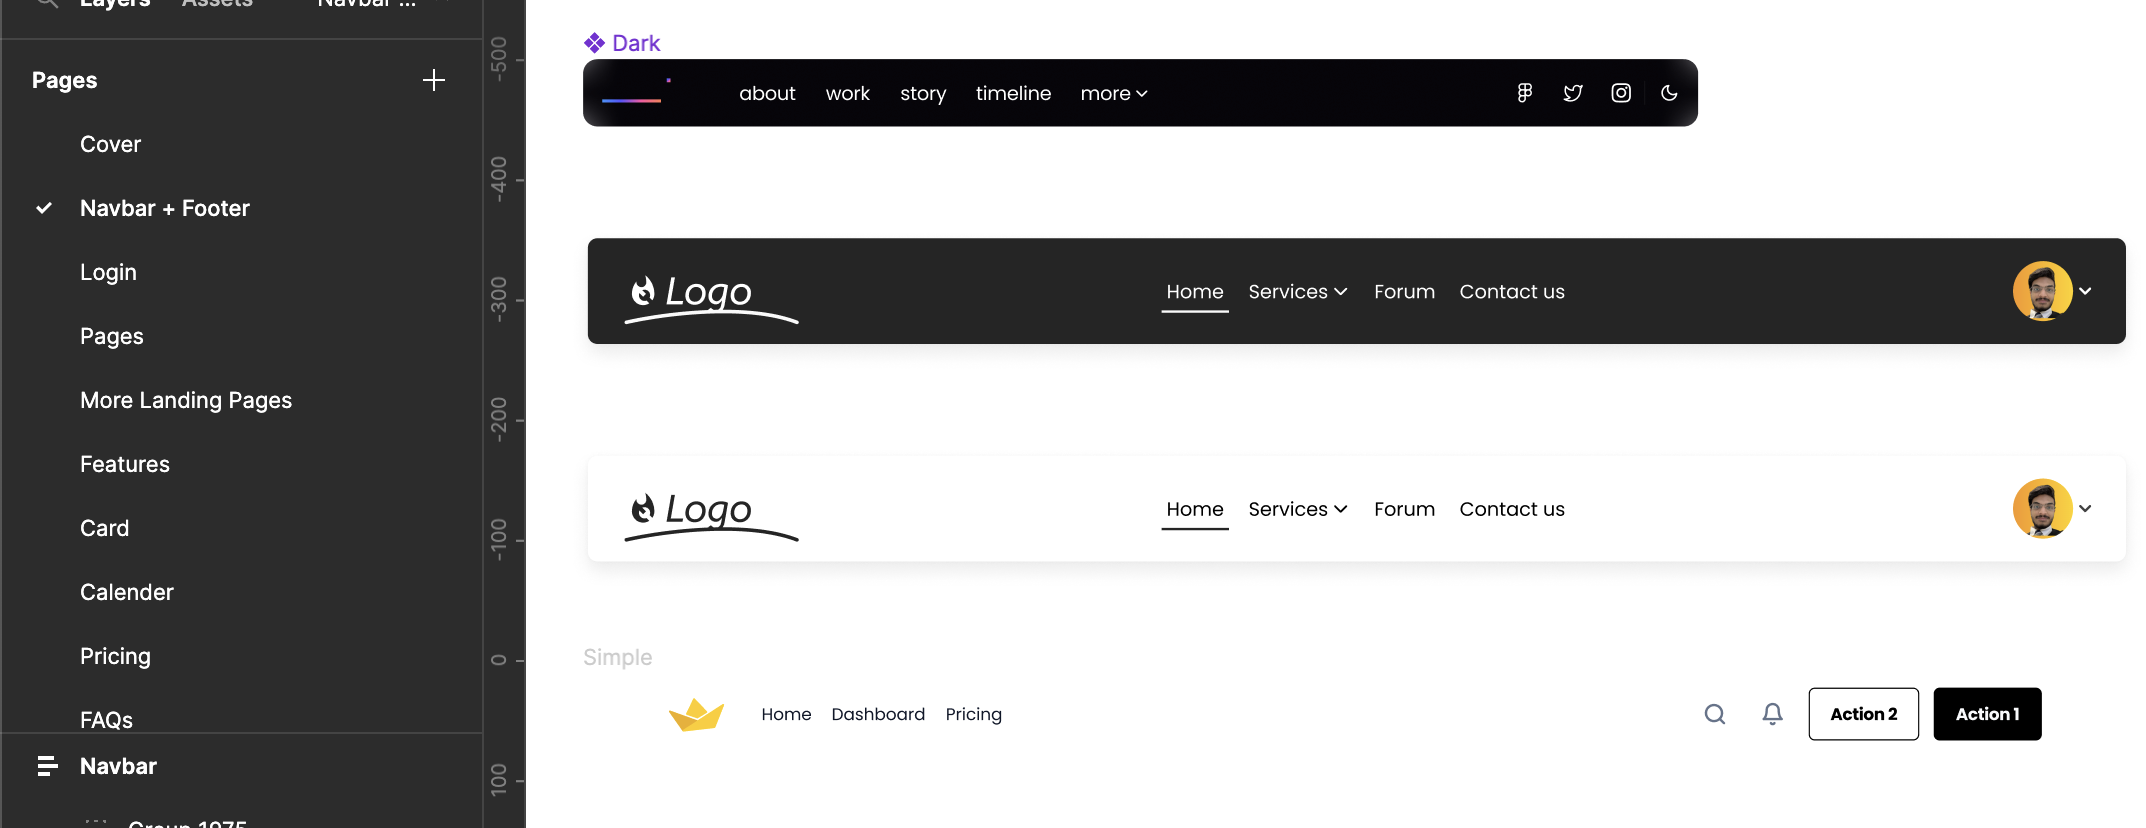 Layers Assets Navbar ...
Pages
Cover
Navbar + Footer
Login
Pages
More Landing Pages
Features
Card
Calender
Pricing
FAQs
Navbar
Group 1975
-500
-400
-300
-200
-100
0
100
Dark
about work story timeline more
Logo Home Services Forum Contact us
Logo Home Services Forum Contact us
Simple
Home Dashboard Pricing Action 2 Action 1